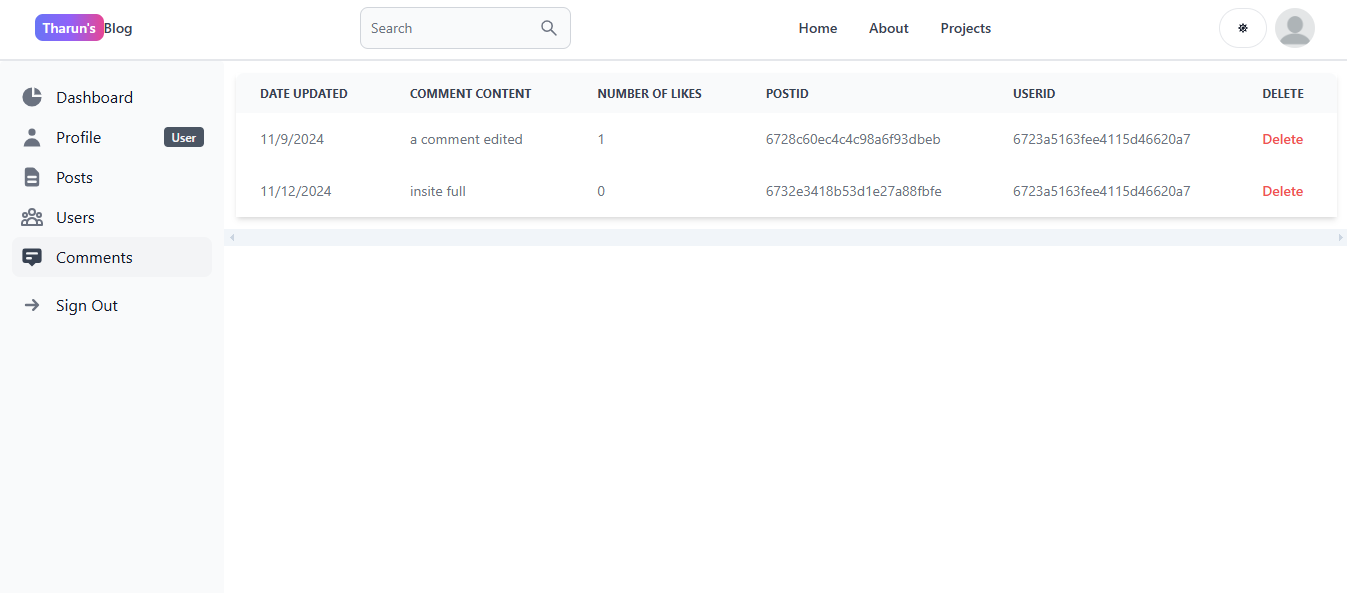 Tharun's Blog
Search
Home About Projects
Dashboard
Profile User
Posts
Users
Comments
Sign Out
DATE UPDATED COMMENT CONTENT NUMBER OF LIKES POSTID USERID DELETE
11/9/2024 a comment edited 1 6728c60ec4c4c98a6f93dbeb 6723a5163fee4115d46620a7 Delete
11/12/2024 insite full 0 6732e3418b53d1e27a88fbfe 6723a5163fee4115d46620a7 Delete